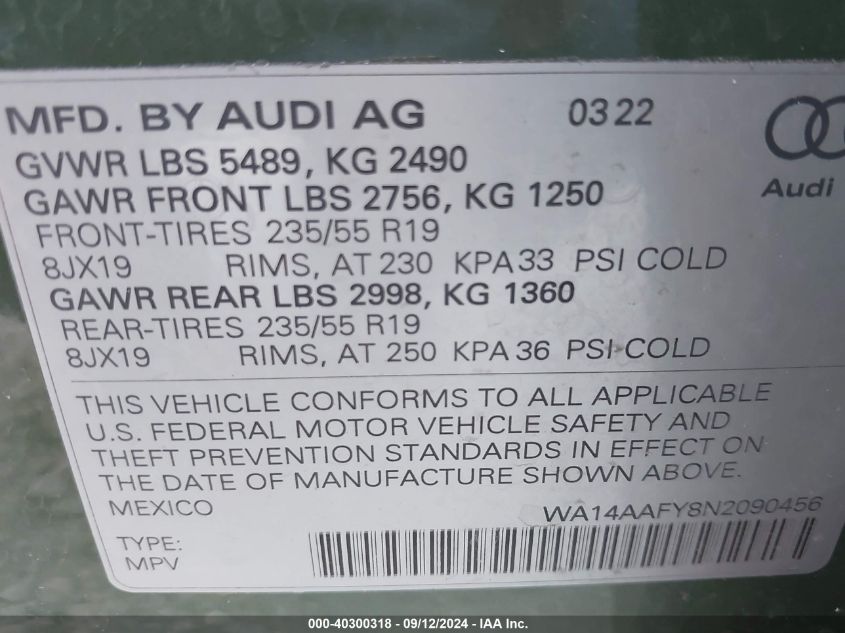 MFD. BY AUDI AG 03 22
GVWR LBS 5489, KG 2490
GAWR FRONT LBS 2756, KG 1250
Audi
FRONT-TIRES 235/55 R19
8JX19 RIMS, AT 230 KPA 33 PSI COLD
GAWR REAR LBS 2998, KG 1360
REAR-TIRES 235/55 R19
8JX19 RIMS, AT 250 KPA 36 PSI COLD
THIS VEHICLE CONFORMS TO ALL APPLICABLE
U.S. FEDERAL MOTOR VEHICLE SAFETY AND
THEFT PREVENTION STANDARDS IN EFFECT ON
THE DATE OF MANUFACTURE SHOWN ABOVE.
MEXICO WA14AAFY8N2090456
TYPE:
MPV
000-40300318 - 09/12/2024 - IAA Inc.